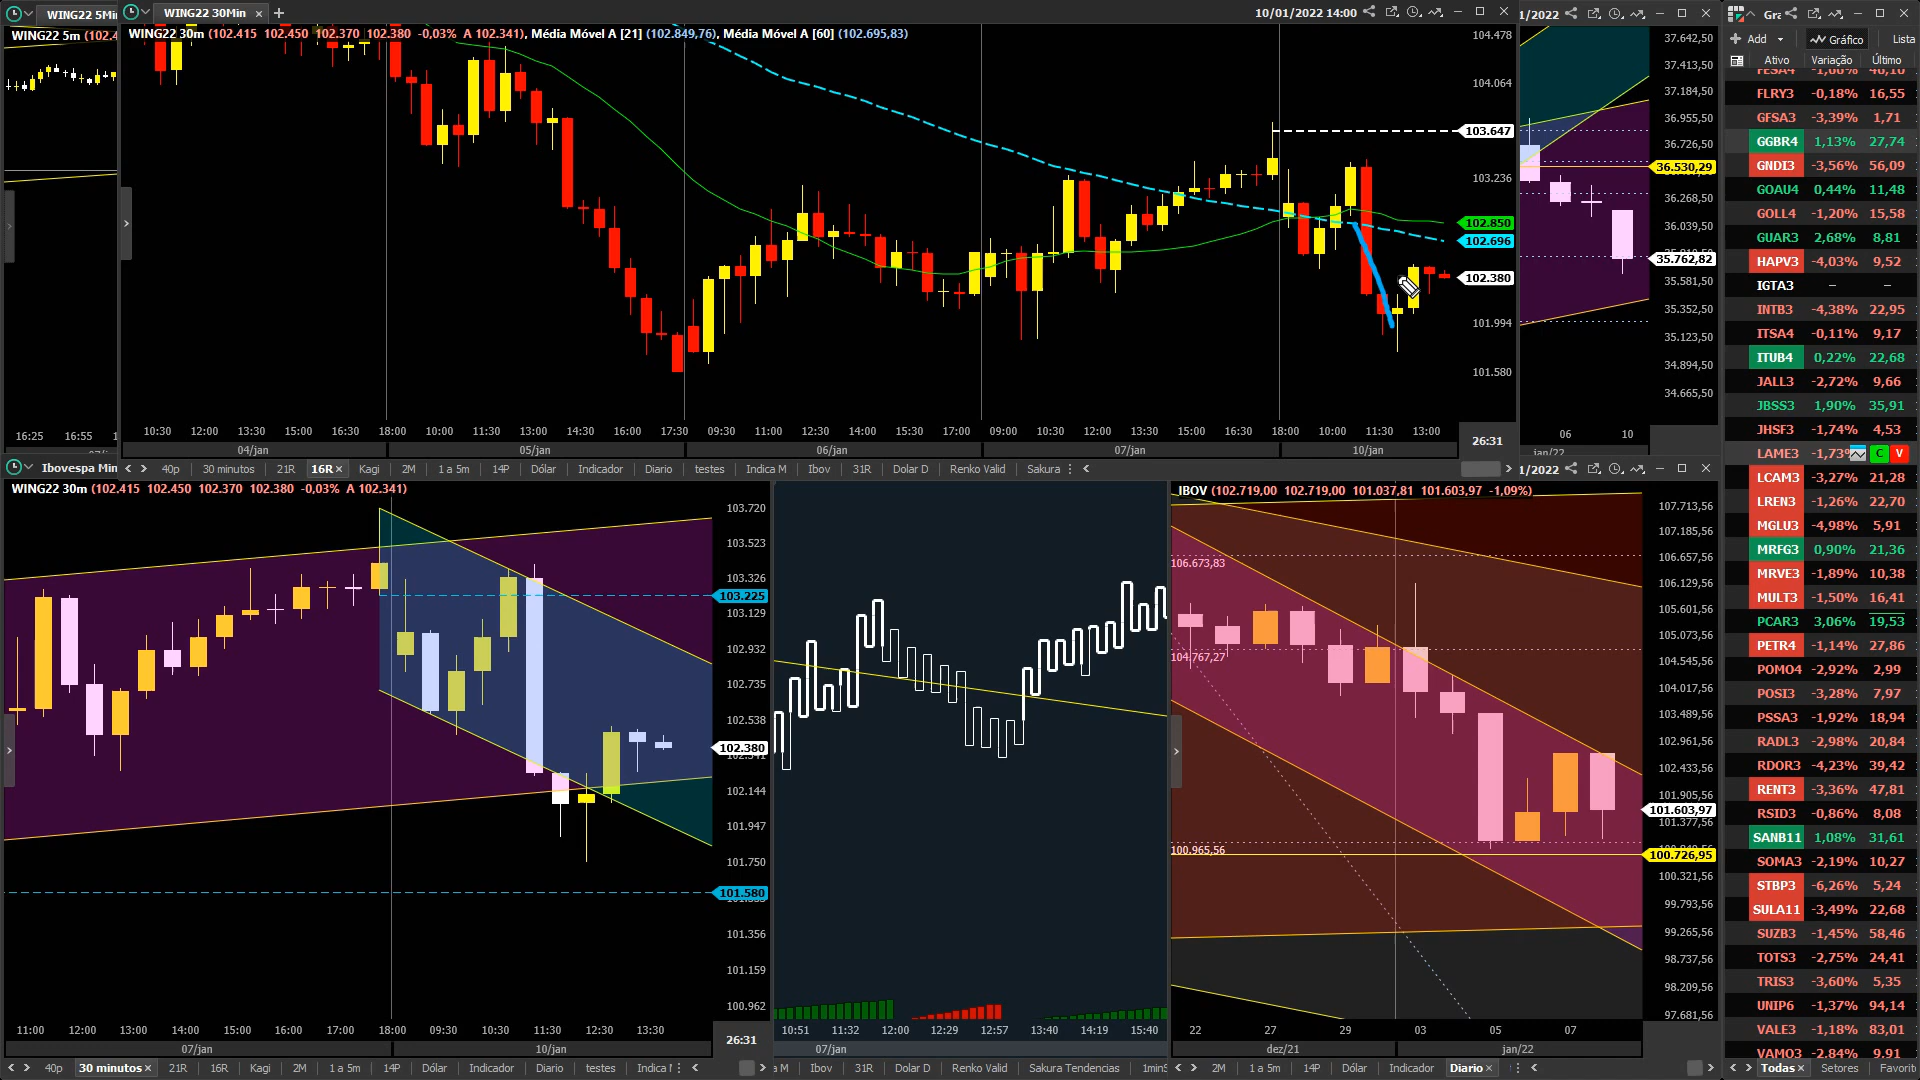 WING22 5Min
WING22 30Min
10/01/2022 14:00
1/2022
WING22 5m (102.4
WING22 30m (102.415 102.450 102.370 102.380 -0,03% A 102.341), Média Móvel A [21] (102.849,76), Média Móvel A [60] (102.695,83)
104.478
104.064
103.647
103.236
102.850
102.696
102.380
101.994
101.580
16:25 16:55
10:30 12:00 13:30 15:00 16:30 18:00 10:00 11:30 13:00 14:30 16:00 17:30 09:30 11:00 12:30 14:00 15:30 17:00 09:00 10:30 12:00 13:30 15:00 16:30 18:00 10:00 11:30 13:00
04/jan 05/jan 06/jan 07/jan 10/jan
26:31
40p 30 minutos 21R 16R Kagi 2M 1 a 5m 14P Dólar Indicador Diario testes Indica M Ibov 31R Dolar D Renko Valid Sakura
37.642,50
37.413,50
37.184,50
36.955,50
36.726,50
36.530,29
36.268,50
36.039,50
35.762,82
35.581,50
35.352,50
35.123,50
34.894,50
34.665,50
06 10
jan/22
Ibovespa Min
WING22 30m (102.415 102.450 102.370 102.380 -0,03% A 102.341)
103.720
103.523
103.326
103.225
103.129
102.932
102.735
102.538
102.380
102.341
102.144
101.947
101.750
101.580
101.356
101.159
100.962
11:00 12:00 13:00 14:00 15:00 16:00 17:00 18:00 09:30 10:30 11:30 12:30 13:30
07/jan 10/jan
26:31
40p 30 minutos 21R 16R Kagi 2M 1 a 5m 14P Dólar Indicador Diario testes Indica M
10:51 11:32 12:00 12:29 12:57 13:40 14:19 15:40
07/jan
a M Ibov 31R Dolar D Renko Valid Sakura Tendencias 1min
1/2022
IBOV (102.719,00 102.719,00 101.037,81 101.603,97 -1,09%)
106.673,83
104.767,27
100.965,56
107.713,56
107.185,56
106.657,56
106.129,56
105.601,56
105.073,56
104.545,56
104.017,56
103.489,56
102.961,56
102.433,56
101.905,56
101.603,97
101.377,56
100.726,95
100.321,56
99.793,56
99.265,56
98.737,56
98.209,56
97.681,56
22 27 29 03 05 07
dez/21 jan/22
2M 1 a 5m 14P Dólar Indicador Diario
Add Gráfico Lista
Ativo Variação Último
FESA4 -1,06% 46,10
FLRY3 -0,18% 16,55
GFSA3 -3,39% 1,71
GGBR4 1,13% 27,74
GNDI3 -3,56% 56,09
GOAU4 0,44% 11,48
GOLL4 -1,20% 15,58
GUAR3 2,68% 8,81
HAPV3 -4,03% 9,52
IGTA3 – –
INTB3 -4,38% 22,95
ITSA4 -0,11% 9,17
ITUB4 0,22% 22,68
JALL3 -2,72% 9,66
JBSS3 1,90% 35,91
JHSF3 -1,74% 4,53
LAME3 -1,73% C V
LCAM3 -3,27% 21,28
LREN3 -1,26% 22,70
MGLU3 -4,98% 5,91
MRFG3 0,90% 21,36
MRVE3 -1,89% 10,38
MULT3 -1,50% 16,41
PCAR3 3,06% 19,53
PETR4 -1,14% 27,86
POMO4 -2,92% 2,99
POSI3 -3,28% 7,97
PSSA3 -1,92% 18,94
RADL3 -2,98% 20,84
RDOR3 -4,23% 39,42
RENT3 -3,36% 47,81
RSID3 -0,86% 8,08
SANB11 1,08% 31,61
SOMA3 -2,19% 10,27
STBP3 -6,26% 5,24
SULA11 -3,49% 22,68
SUZB3 -1,45% 58,46
TOTS3 -2,75% 24,41
TRIS3 -3,60% 5,35
UNIP6 -1,37% 94,14
VALE3 -1,18% 83,01
VAMO3 -2,84% 9,91
Todas Setores Favorit